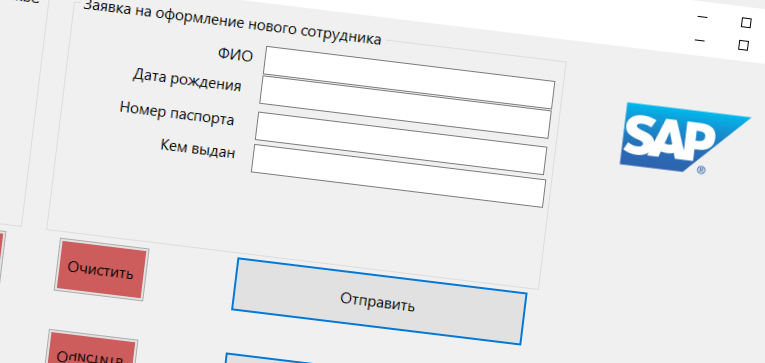 Заявка на оформление нового сотрудника
ФИО
Дата рождения
Номер паспорта
Кем выдан
SAP
®
Очистить
Отправить